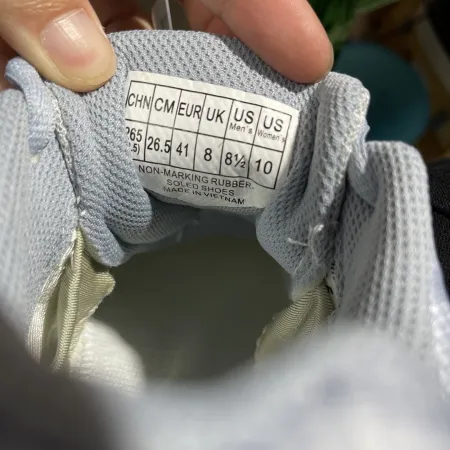 CHN CM EUR UK US Men's US Women's
265 26.5 41 8 8½ 10
NON-MARKING RUBBER
SOLED SHOES
MADE IN VIETNAM